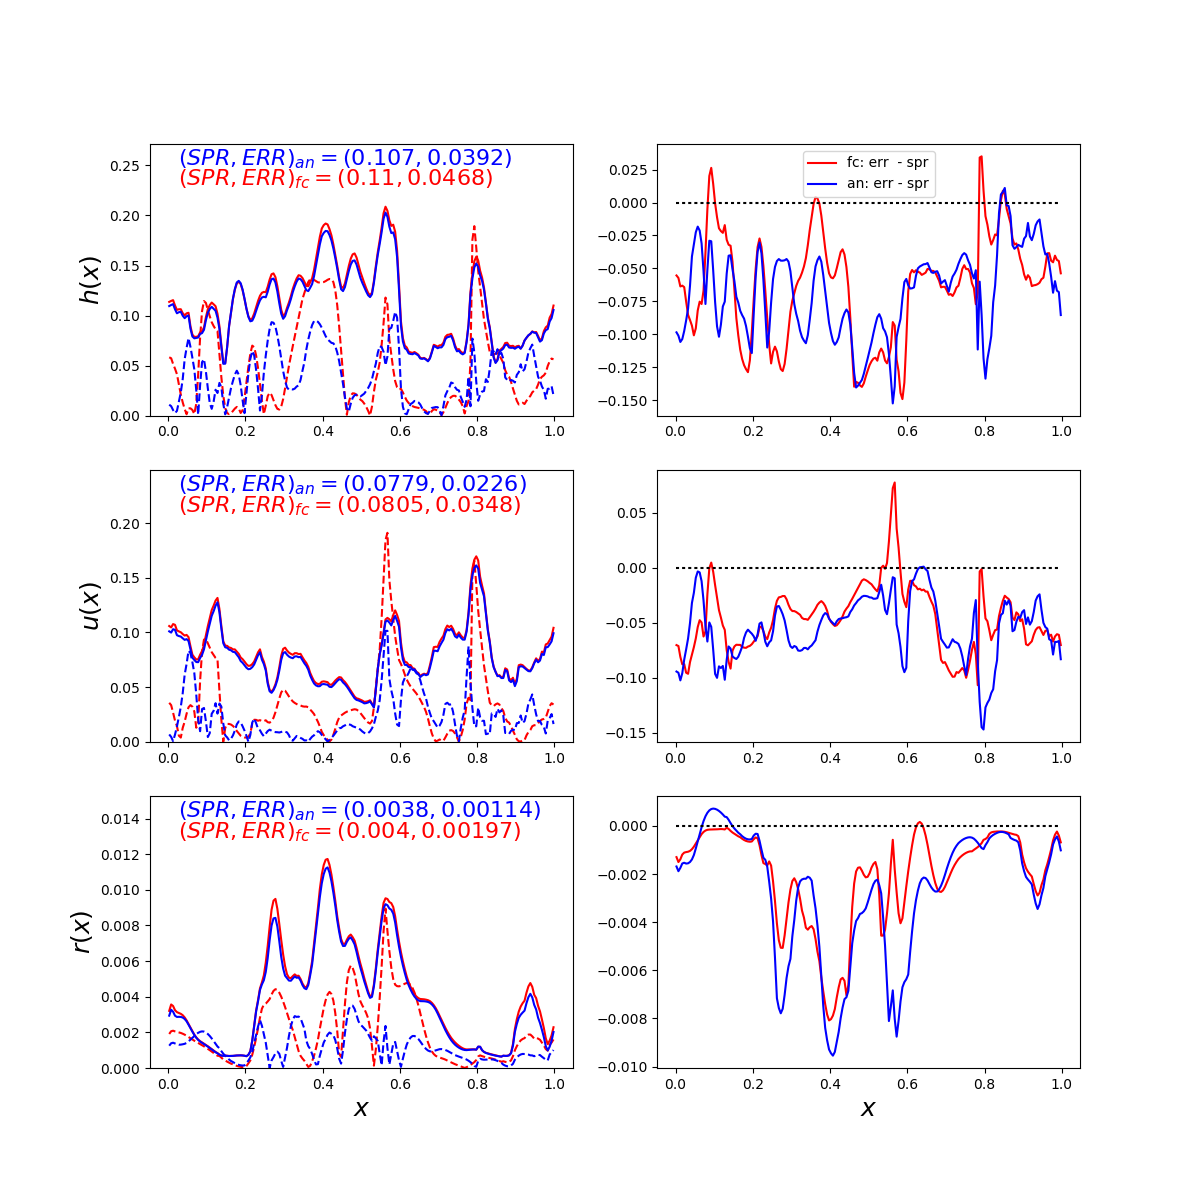 (SPR, ERR)an = (0.107, 0.0392)
(SPR, ERR)fc = (0.11, 0.0468)
h(x)
0.25
0.20
0.15
0.10
0.05
0.00
0.0 0.2 0.4 0.6 0.8 1.0
fc: err - spr
an: err - spr
0.025
0.000
−0.025
−0.050
−0.075
−0.100
−0.125
−0.150
0.0 0.2 0.4 0.6 0.8 1.0
(SPR, ERR)an = (0.0779, 0.0226)
(SPR, ERR)fc = (0.0805, 0.0348)
u(x)
0.20
0.15
0.10
0.05
0.00
0.0 0.2 0.4 0.6 0.8 1.0
0.05
0.00
−0.05
−0.10
−0.15
0.0 0.2 0.4 0.6 0.8 1.0
(SPR, ERR)an = (0.0038, 0.00114)
(SPR, ERR)fc = (0.004, 0.00197)
r(x)
0.014
0.012
0.010
0.008
0.006
0.004
0.002
0.000
0.0 0.2 0.4 0.6 0.8 1.0
x
0.000
−0.002
−0.004
−0.006
−0.008
−0.010
0.0 0.2 0.4 0.6 0.8 1.0
x